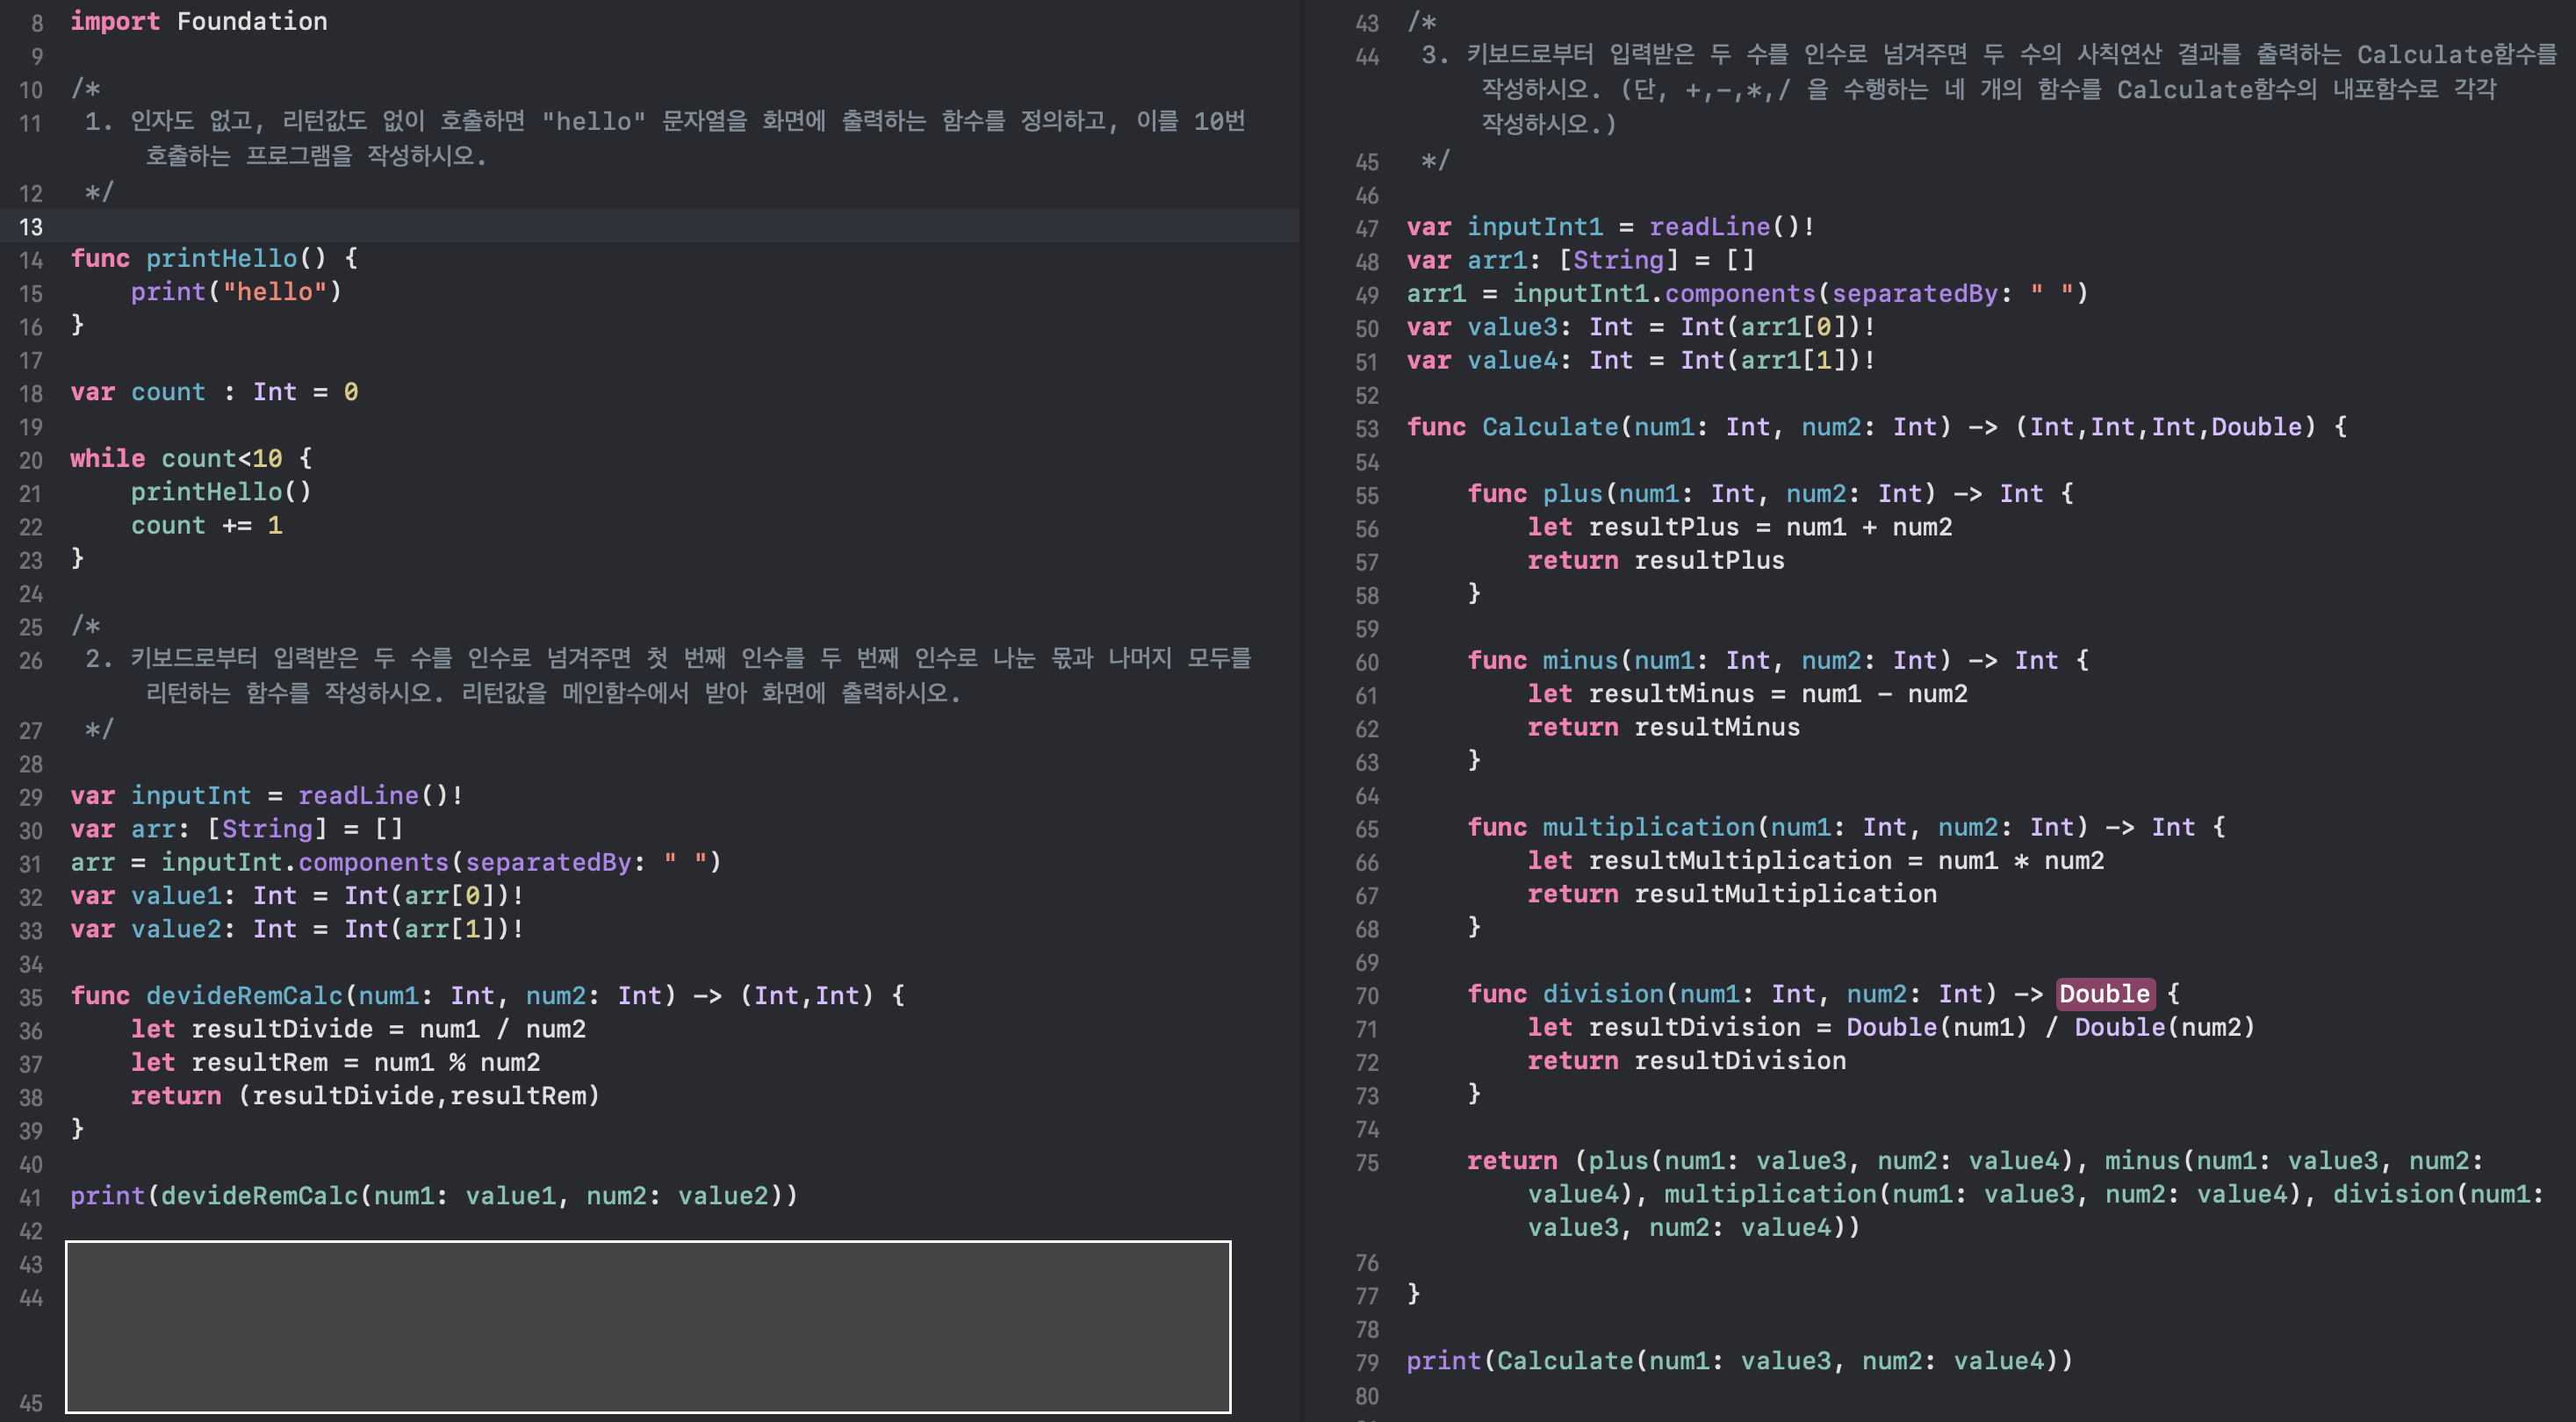 8 import Foundation
9
10 /*
11 1. 인자도 없고, 리턴값도 없이 호출하면 "hello" 문자열을 화면에 출력하는 함수를 정의하고, 이를 10번
호출하는 프로그램을 작성하시오.
12 */
13
14 func printHello() {
15 print("hello")
16 }
17
18 var count : Int = 0
19
20 while count<10 {
21 printHello()
22 count += 1
23 }
24
25 /*
26 2. 키보드로부터 입력받은 두 수를 인수로 넘겨주면 첫 번째 인수를 두 번째 인수로 나눈 몫과 나머지 모두를
리턴하는 함수를 작성하시오. 리턴값을 메인함수에서 받아 화면에 출력하시오.
27 */
28
29 var inputInt = readLine()!
30 var arr: [String] = []
31 arr = inputInt.components(separatedBy: " ")
32 var value1: Int = Int(arr[0])!
33 var value2: Int = Int(arr[1])!
34
35 func devideRemCalc(num1: Int, num2: Int) -> (Int,Int) {
36 let resultDivide = num1 / num2
37 let resultRem = num1 % num2
38 return (resultDivide,resultRem)
39 }
40
41 print(devideRemCalc(num1: value1, num2: value2))
42
43
44
45
43 /*
44 3. 키보드로부터 입력받은 두 수를 인수로 넘겨주면 두 수의 사칙연산 결과를 출력하는 Calculate함수를
작성하시오. (단, +,-,*,/ 을 수행하는 네 개의 함수를 Calculate함수의 내포함수로 각각
작성하시오.)
45 */
46
47 var inputInt1 = readLine()!
48 var arr1: [String] = []
49 arr1 = inputInt1.components(separatedBy: " ")
50 var value3: Int = Int(arr1[0])!
51 var value4: Int = Int(arr1[1])!
52
53 func Calculate(num1: Int, num2: Int) -> (Int,Int,Int,Double) {
54
55 func plus(num1: Int, num2: Int) -> Int {
56 let resultPlus = num1 + num2
57 return resultPlus
58 }
59
60 func minus(num1: Int, num2: Int) -> Int {
61 let resultMinus = num1 - num2
62 return resultMinus
63 }
64
65 func multiplication(num1: Int, num2: Int) -> Int {
66 let resultMultiplication = num1 * num2
67 return resultMultiplication
68 }
69
70 func division(num1: Int, num2: Int) -> Double {
71 let resultDivision = Double(num1) / Double(num2)
72 return resultDivision
73 }
74
75 return (plus(num1: value3, num2: value4), minus(num1: value3, num2:
value4), multiplication(num1: value3, num2: value4), division(num1:
value3, num2: value4))
76
77 }
78
79 print(Calculate(num1: value3, num2: value4))
80